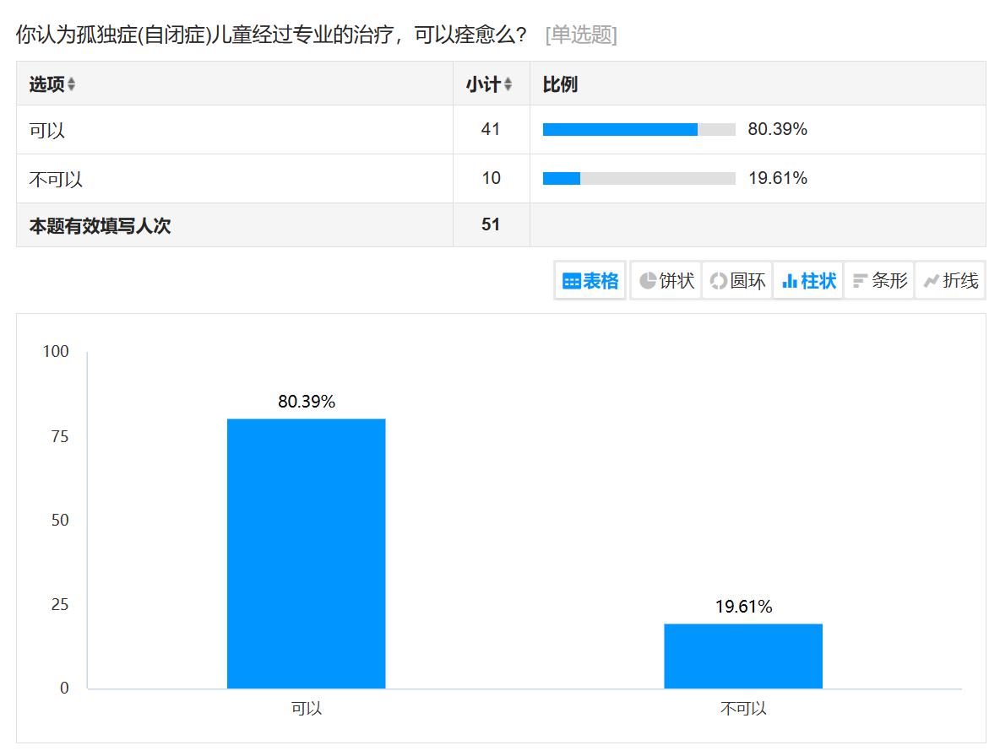 你认为孤独症(自闭症)儿童经过专业的治疗，可以痊愈么？ [单选题]
选项 小计 比例
可以 41 80.39%
不可以 10 19.61%
本题有效填写人次 51
表格 饼状 圆环 柱状 条形 折线
100
75
50
25
0
80.39%
19.61%
可以 不可以